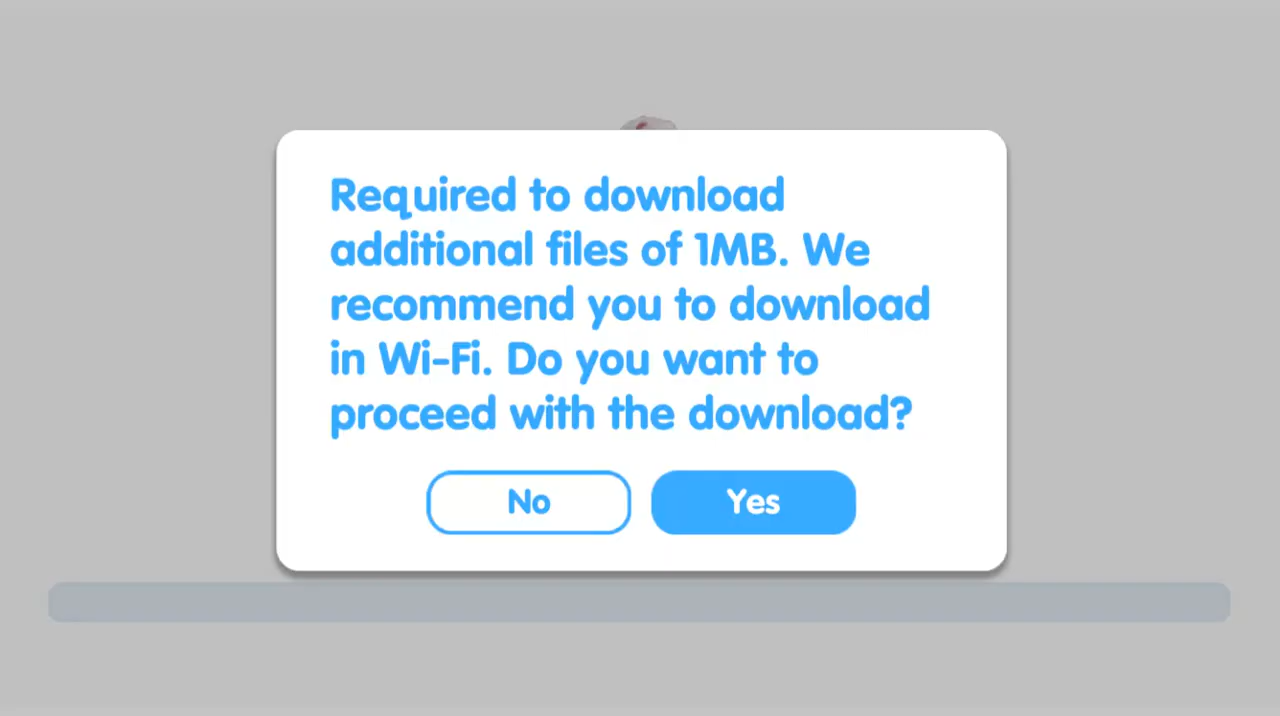 Required to download
additional files of 1MB. We
recommend you to download
in Wi-Fi. Do you want to
proceed with the download?
No
Yes